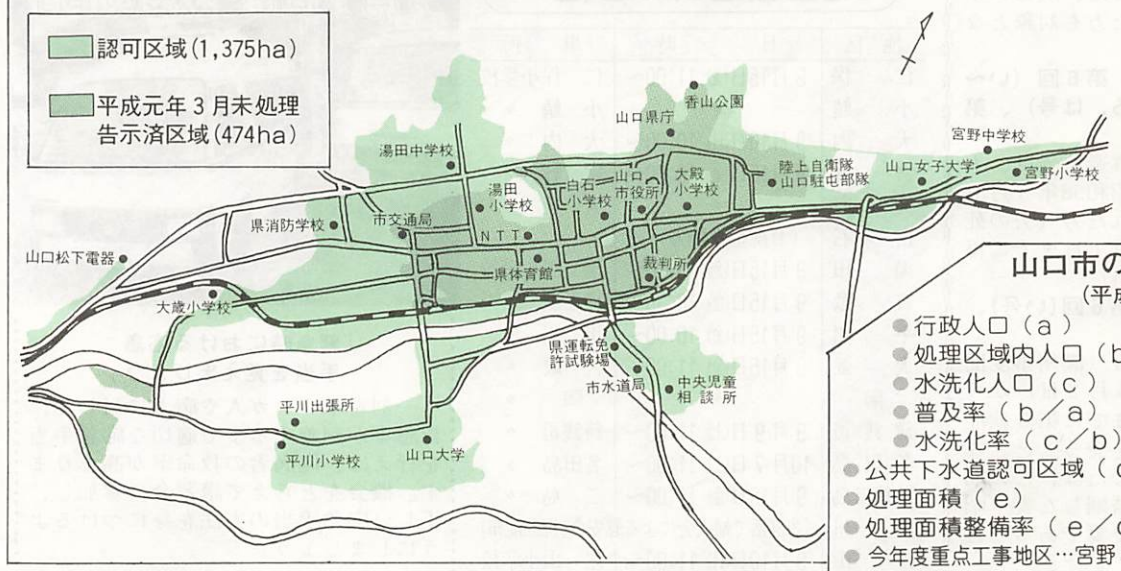 認可区域(1,375ha)
平成元年3月末処理
告示済区域(474ha)
香山公園
山口県庁
宮野中学校
湯田中学校
陸上自衛隊
山口駐屯部隊
山口女子大学
宮野小学校
湯田
小学校
白石
小学校
山口
市役所
大殿
小学校
県消防学校
市交通局
NTT
県体育館
裁判所
山口松下電器
大歳小学校
県運転免
許試験場
市水道局
中央児童
相談所
平川出張所
平川小学校
山口大学
山口市の
(平成
●行政人口(a)
●処理区域内人口(b
●水洗化人口(c)
●普及率(b/a)
●水洗化率(c/b)
●公共下水道認可区域(d
●処理面積(e)
●処理面積整備率(e/d
●今年度重点工事地区…宮野